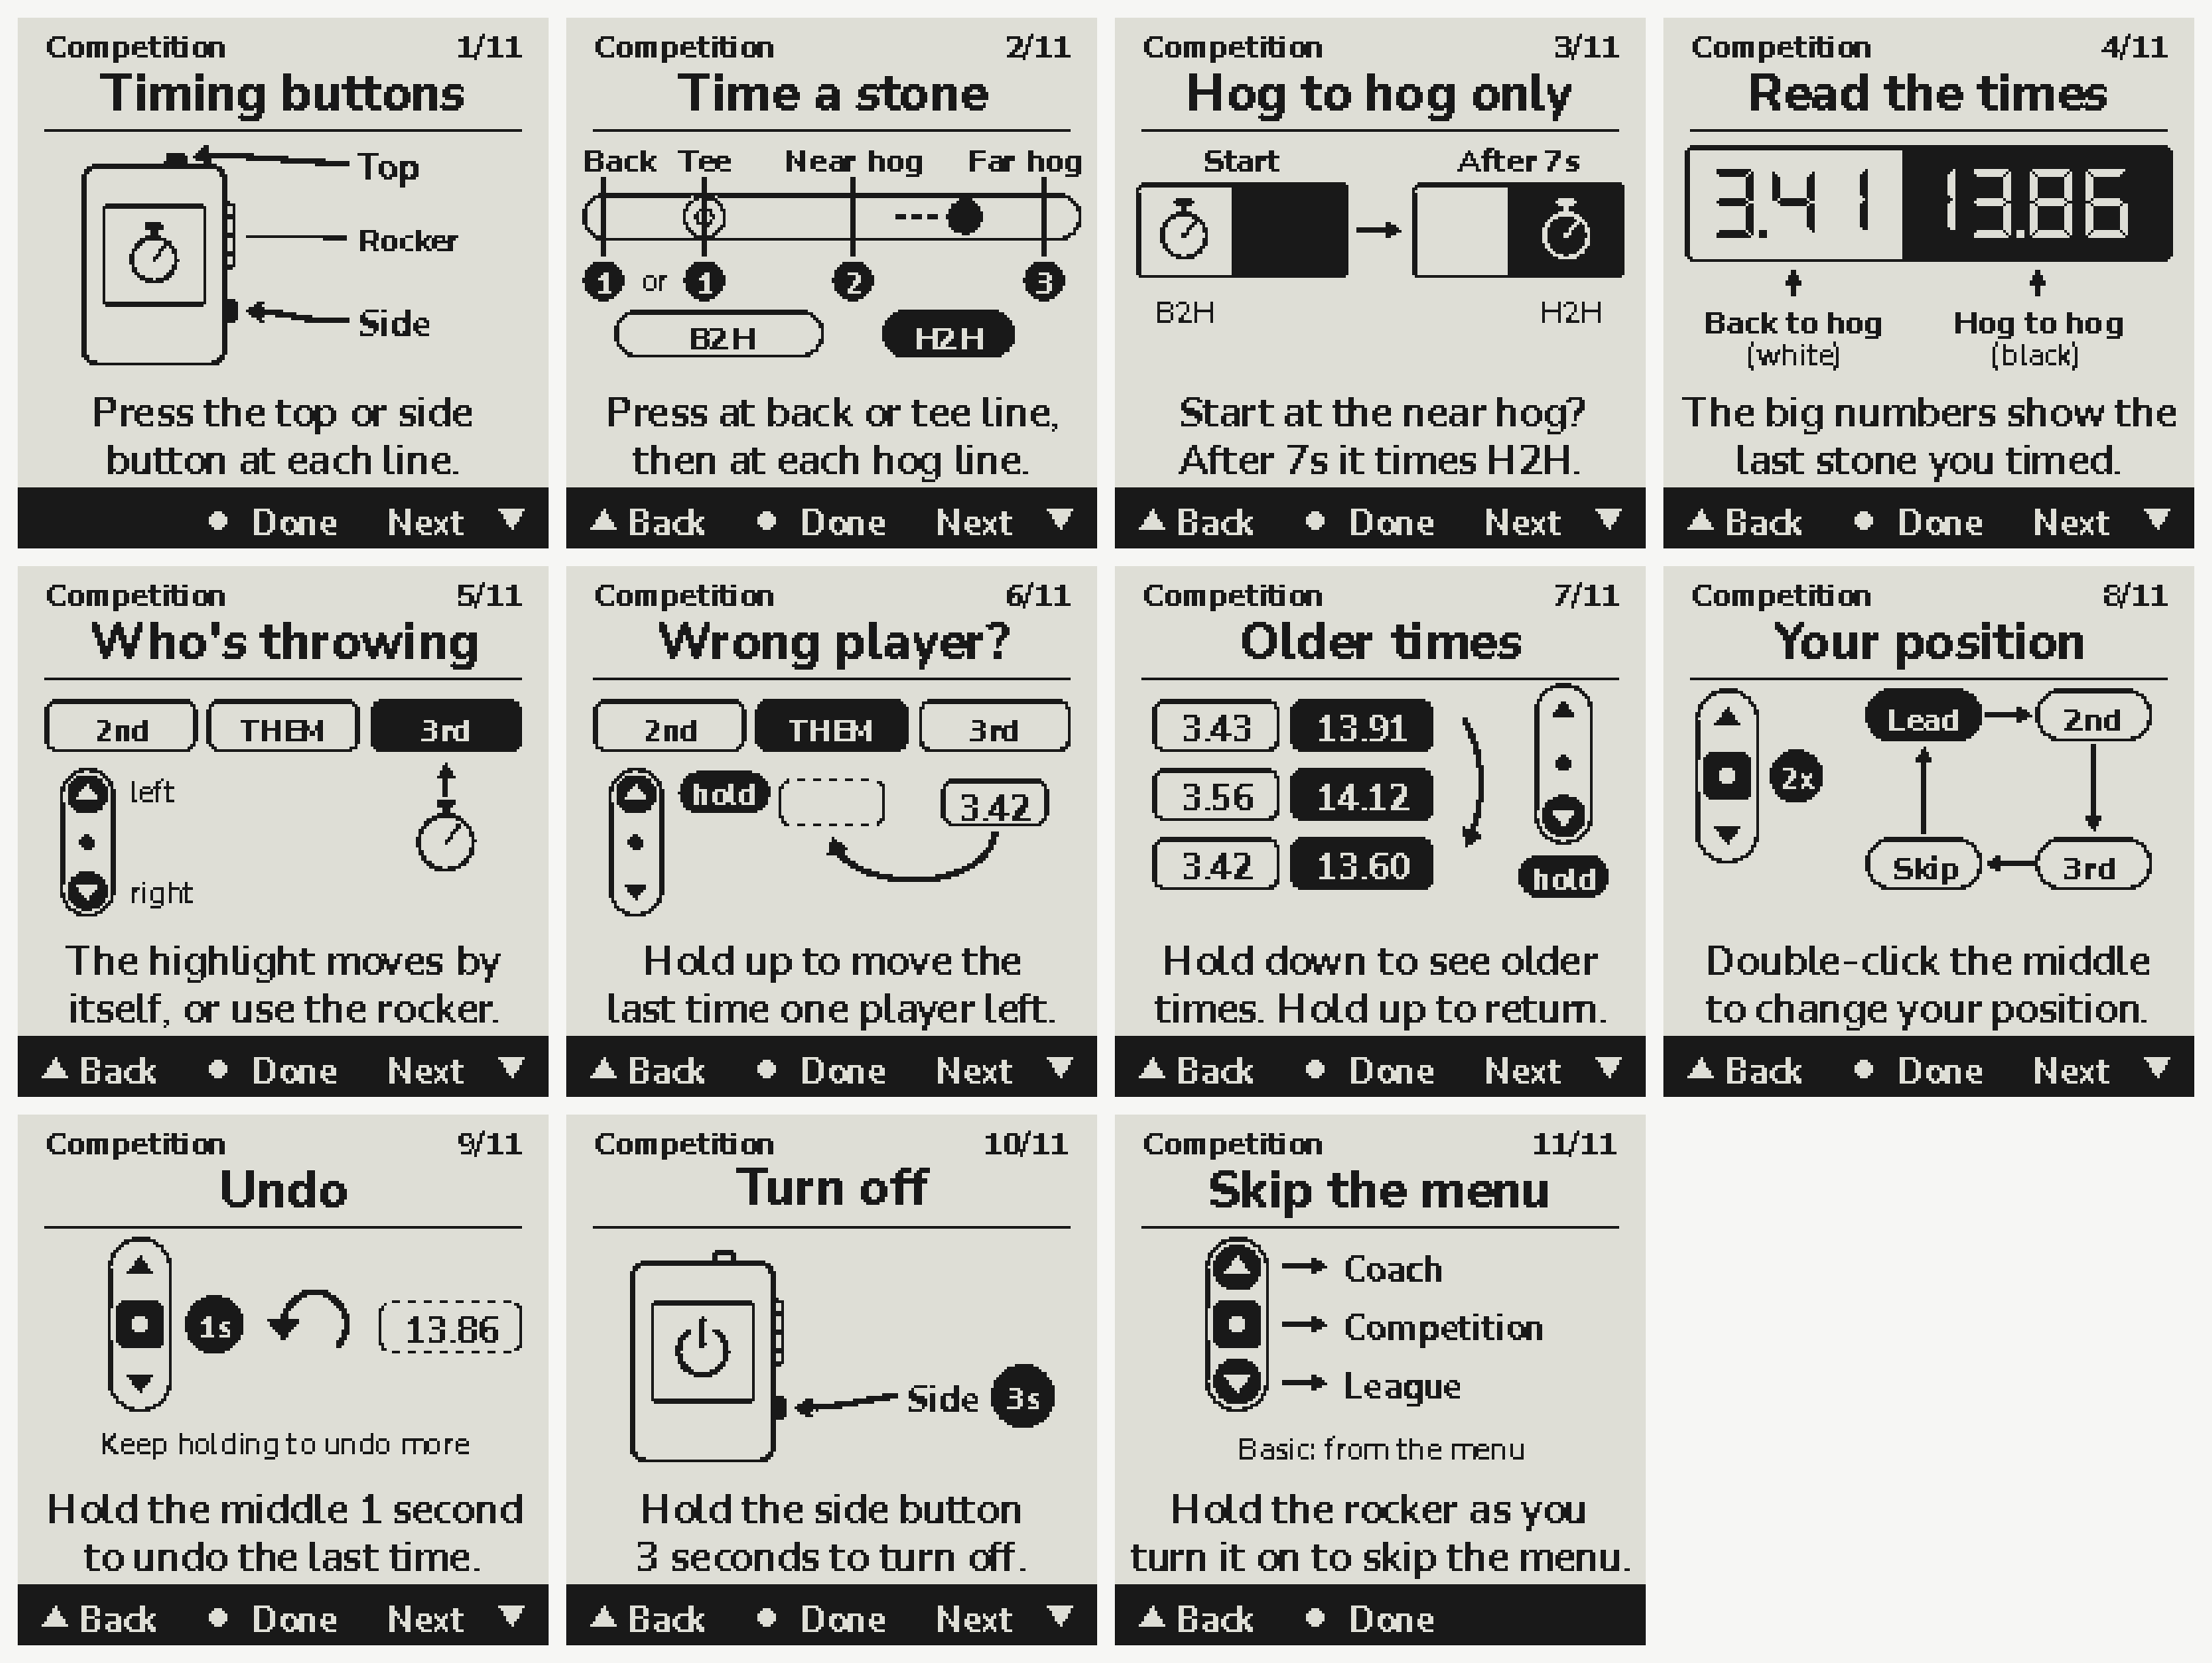 Competition 1/11
Timing buttons
Top
Rocker
Side
Press the top or side
button at each line.
Done Next
Competition 2/11
Time a stone
Back Tee Near hog Far hog
1 or 1 2 3
B2H H2H
Press at back or tee line,
then at each hog line.
Back Done Next
Competition 3/11
Hog to hog only
Start After 7s
B2H H2H
Start at the near hog?
After 7s it times H2H.
Back Done Next
Competition 4/11
Read the times
3.41 13.86
Back to hog Hog to hog
(white) (black)
The big numbers show the
last stone you timed.
Back Done Next
Competition 5/11
Who's throwing
2nd THEM 3rd
left
right
The highlight moves by
itself, or use the rocker.
Back Done Next
Competition 6/11
Wrong player?
2nd THEM 3rd
hold 3.42
Hold up to move the
last time one player left.
Back Done Next
Competition 7/11
Older times
3.43 13.91
3.56 14.12
3.42 13.60
hold
Hold down to see older
times. Hold up to return.
Back Done Next
Competition 8/11
Your position
Lead 2nd
2x
Skip 3rd
Double-click the middle
to change your position.
Back Done Next
Competition 9/11
Undo
1s 13.86
Keep holding to undo more
Hold the middle 1 second
to undo the last time.
Back Done Next
Competition 10/11
Turn off
Side 3s
Hold the side button
3 seconds to turn off.
Back Done Next
Competition 11/11
Skip the menu
Coach
Competition
League
Basic: from the menu
Hold the rocker as you
turn it on to skip the menu.
Back Done